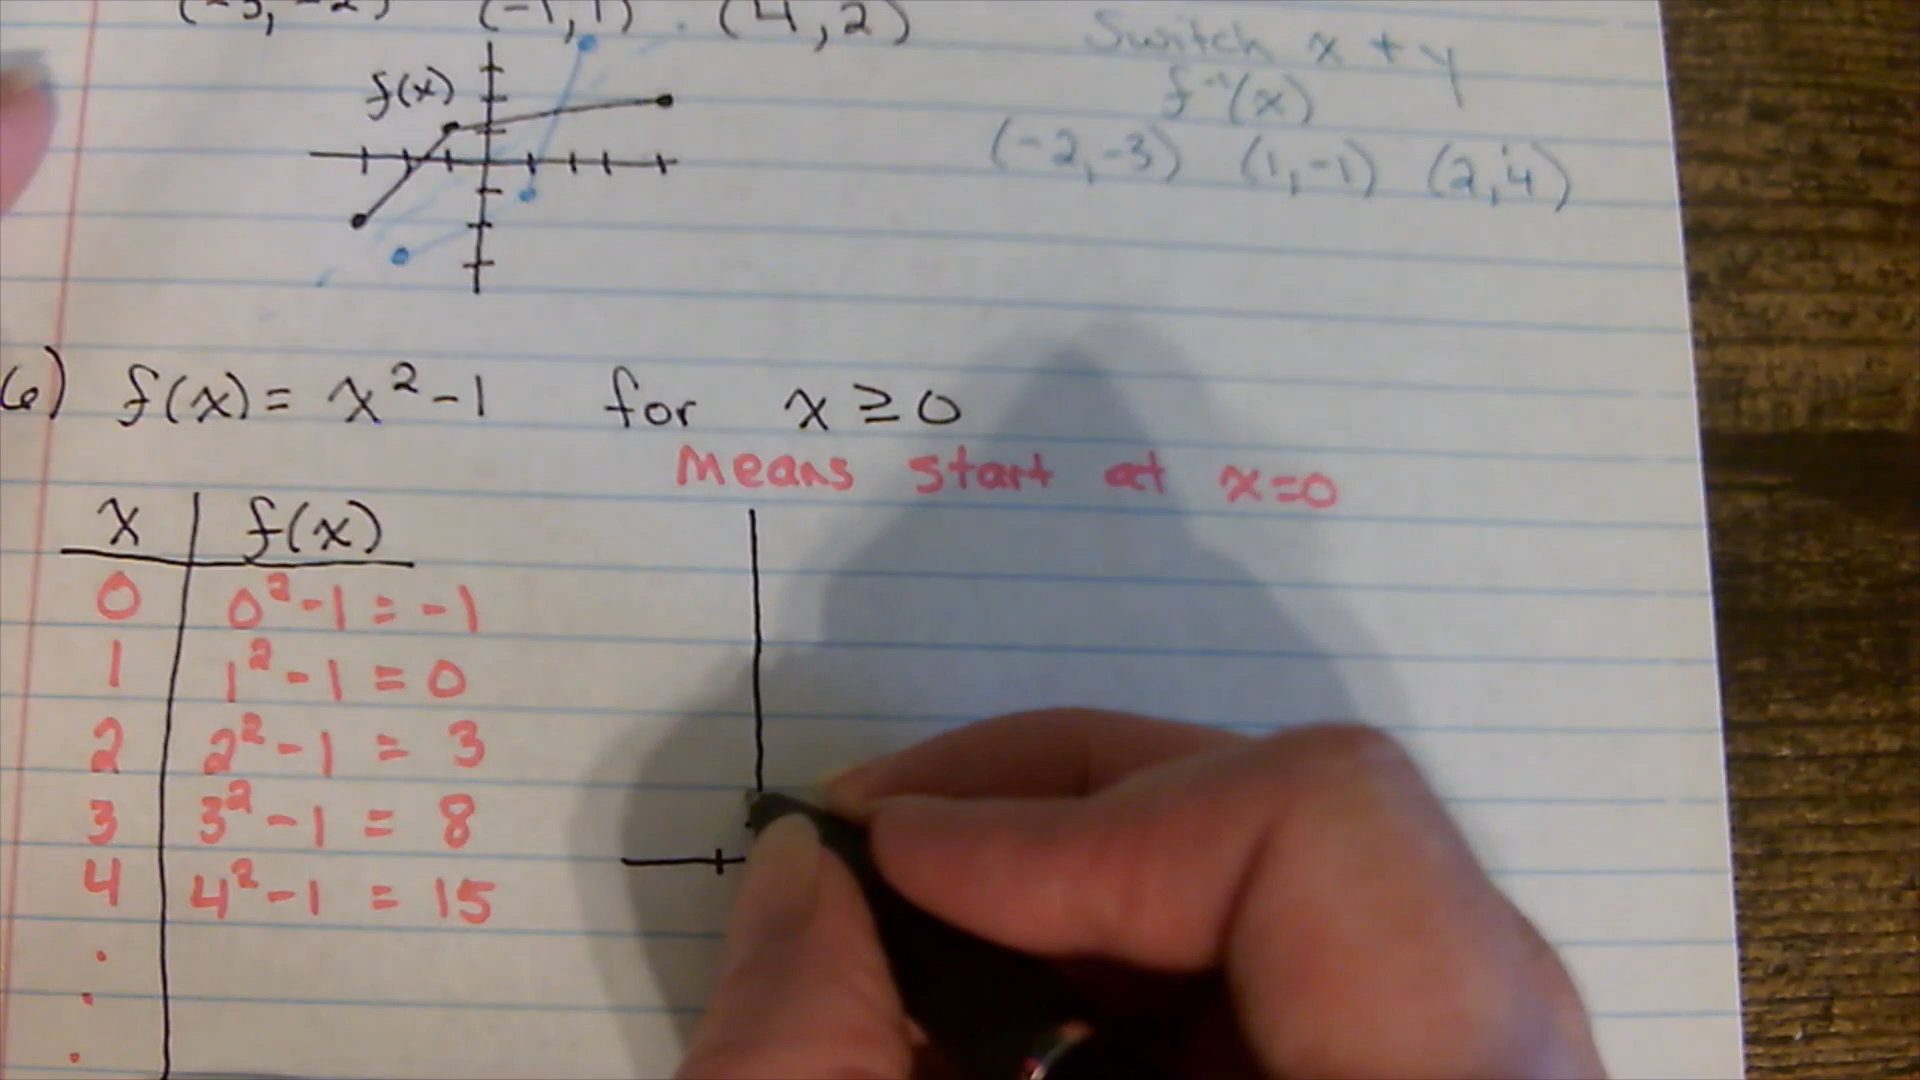 (-3, -2) (-1, 1) (4, 2)
Switch x + y
f(x)
f⁻¹(x)
(-2, -3) (1, -1) (2, 4)
6) f(x) = x² - 1 for x ≥ 0
means start at x=0
x f(x)
0 0² - 1 = -1
1 1² - 1 = 0
2 2² - 1 = 3
3 3² - 1 = 8
4 4² - 1 = 15